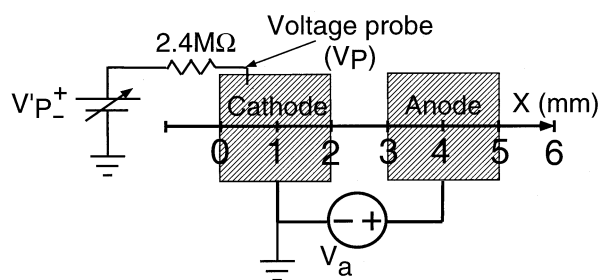 Voltage probe
(VP)
2.4MΩ
V'P
+
-
Cathode
Anode
X (mm)
0 1 2 3 4 5 6
- +
Va